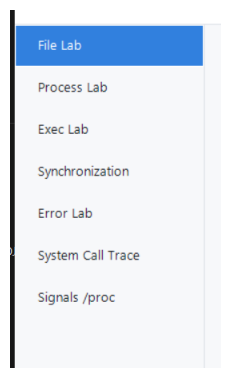 File Lab
Process Lab
Exec Lab
Synchronization
Error Lab
System Call Trace
Signals /proc